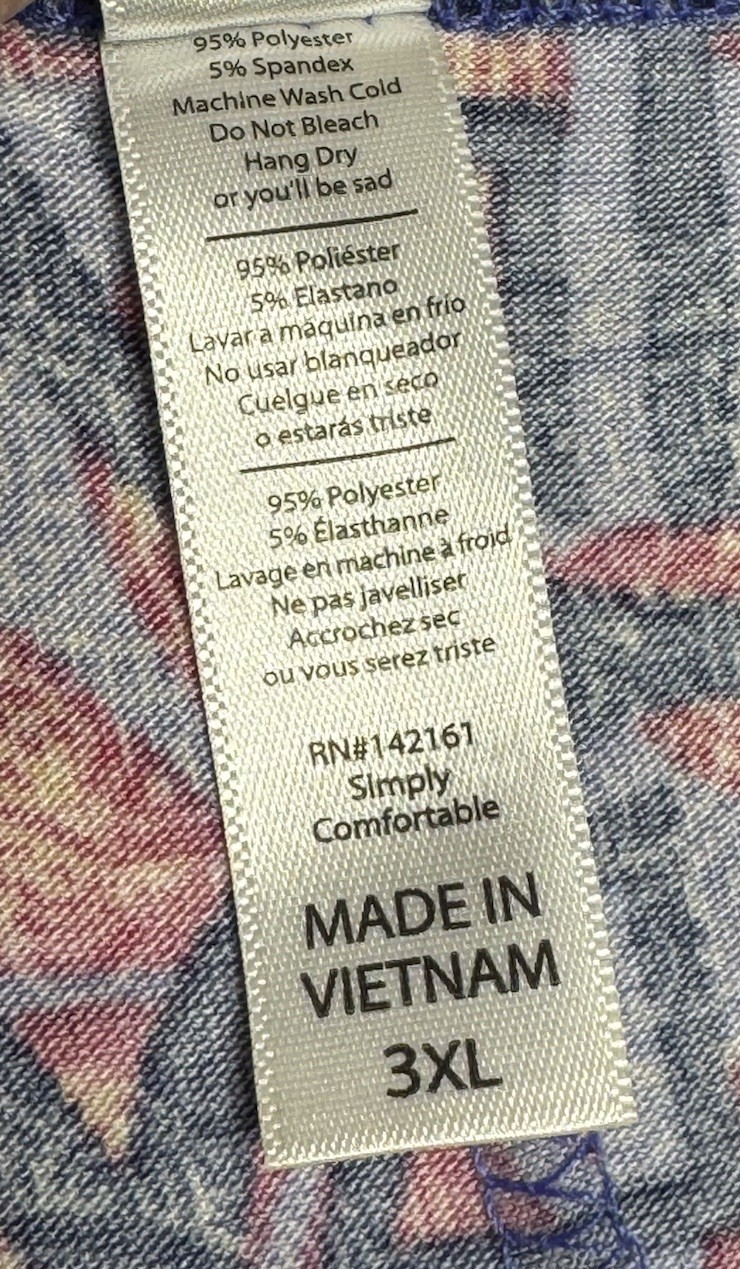 95% Polyester
5% Spandex
Machine Wash Cold
Do Not Bleach
Hang Dry
or you'll be sad
95% Poliéster
5% Elastano
Lavar a máquina en frío
No usar blanqueador
Cuelgue en seco
o estarás triste
95% Polyester
5% Élasthanne
Lavage en machine à froid
Ne pas javelliser
Accrochez sec
ou vous serez triste
RN#142161
Simply
Comfortable
MADE IN
VIETNAM
3XL